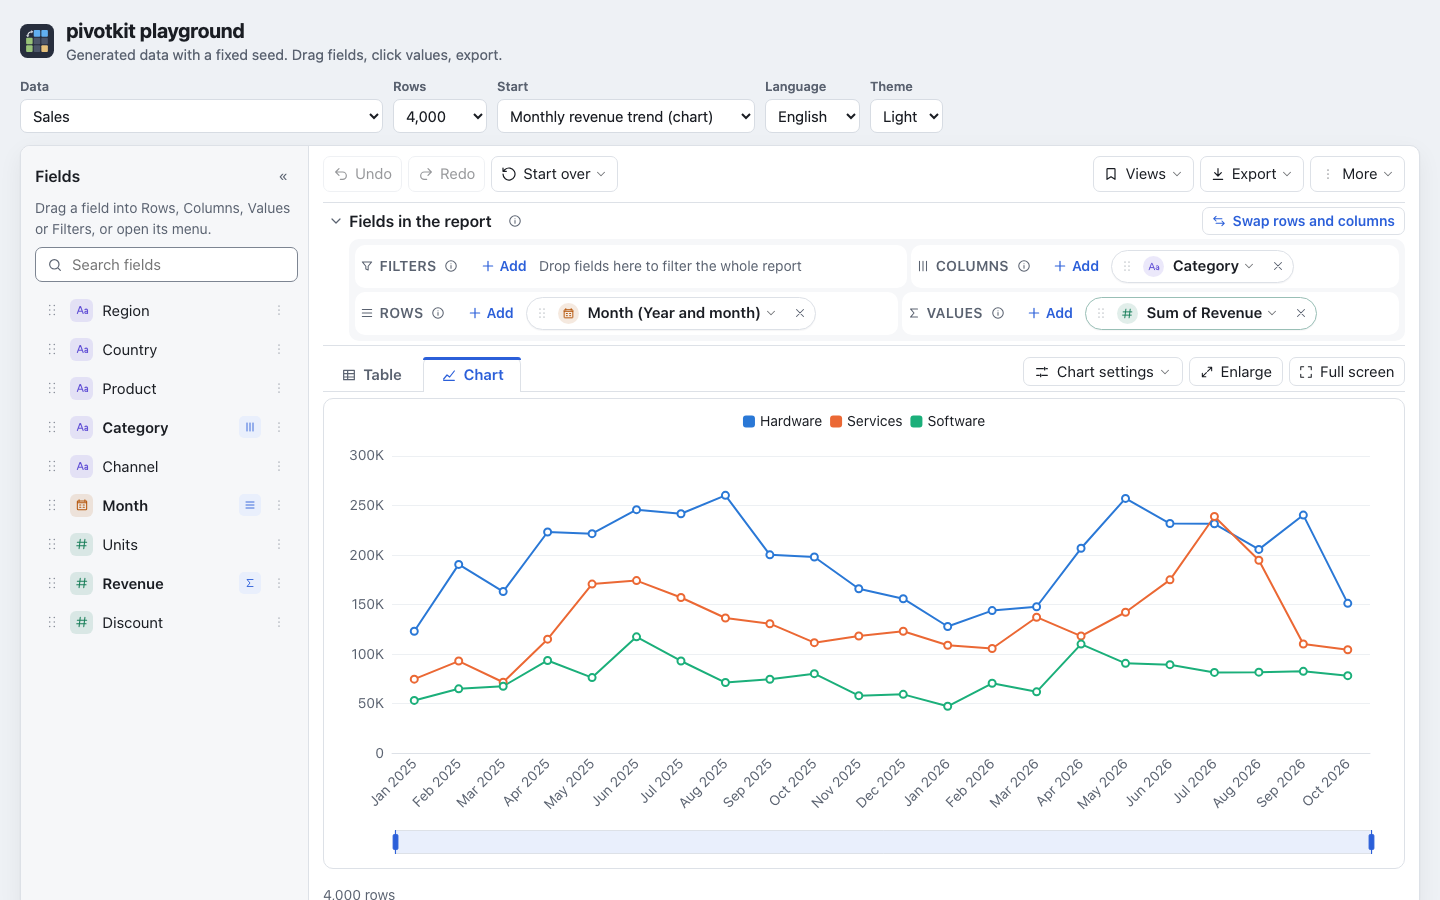 pivotkit playground
Generated data with a fixed seed. Drag fields, click values, export.
Data
Rows
Start
Language
Theme
Sales
4,000
Monthly revenue trend (chart)
English
Light
Fields
«
Drag a field into Rows, Columns, Values
or Filters, or open its menu.
Search fields
Aa Region
Aa Country
Aa Product
Aa Category
Aa Channel
Month
# Units
# Revenue Σ
# Discount
Undo
Redo
Start over
Views
Export
More
Fields in the report
Swap rows and columns
FILTERS
+ Add
Drop fields here to filter the whole report
COLUMNS
+ Add
Aa Category
ROWS
+ Add
Month (Year and month)
Σ VALUES
+ Add
# Sum of Revenue
Table
Chart
Chart settings
Enlarge
Full screen
Hardware
Services
Software
300K
250K
200K
150K
100K
50K
0
Jan 2025
Feb 2025
Mar 2025
Apr 2025
May 2025
Jun 2025
Jul 2025
Aug 2025
Sep 2025
Oct 2025
Nov 2025
Dec 2025
Jan 2026
Feb 2026
Mar 2026
Apr 2026
May 2026
Jun 2026
Jul 2026
Aug 2026
Sep 2026
Oct 2026
4,000 rows